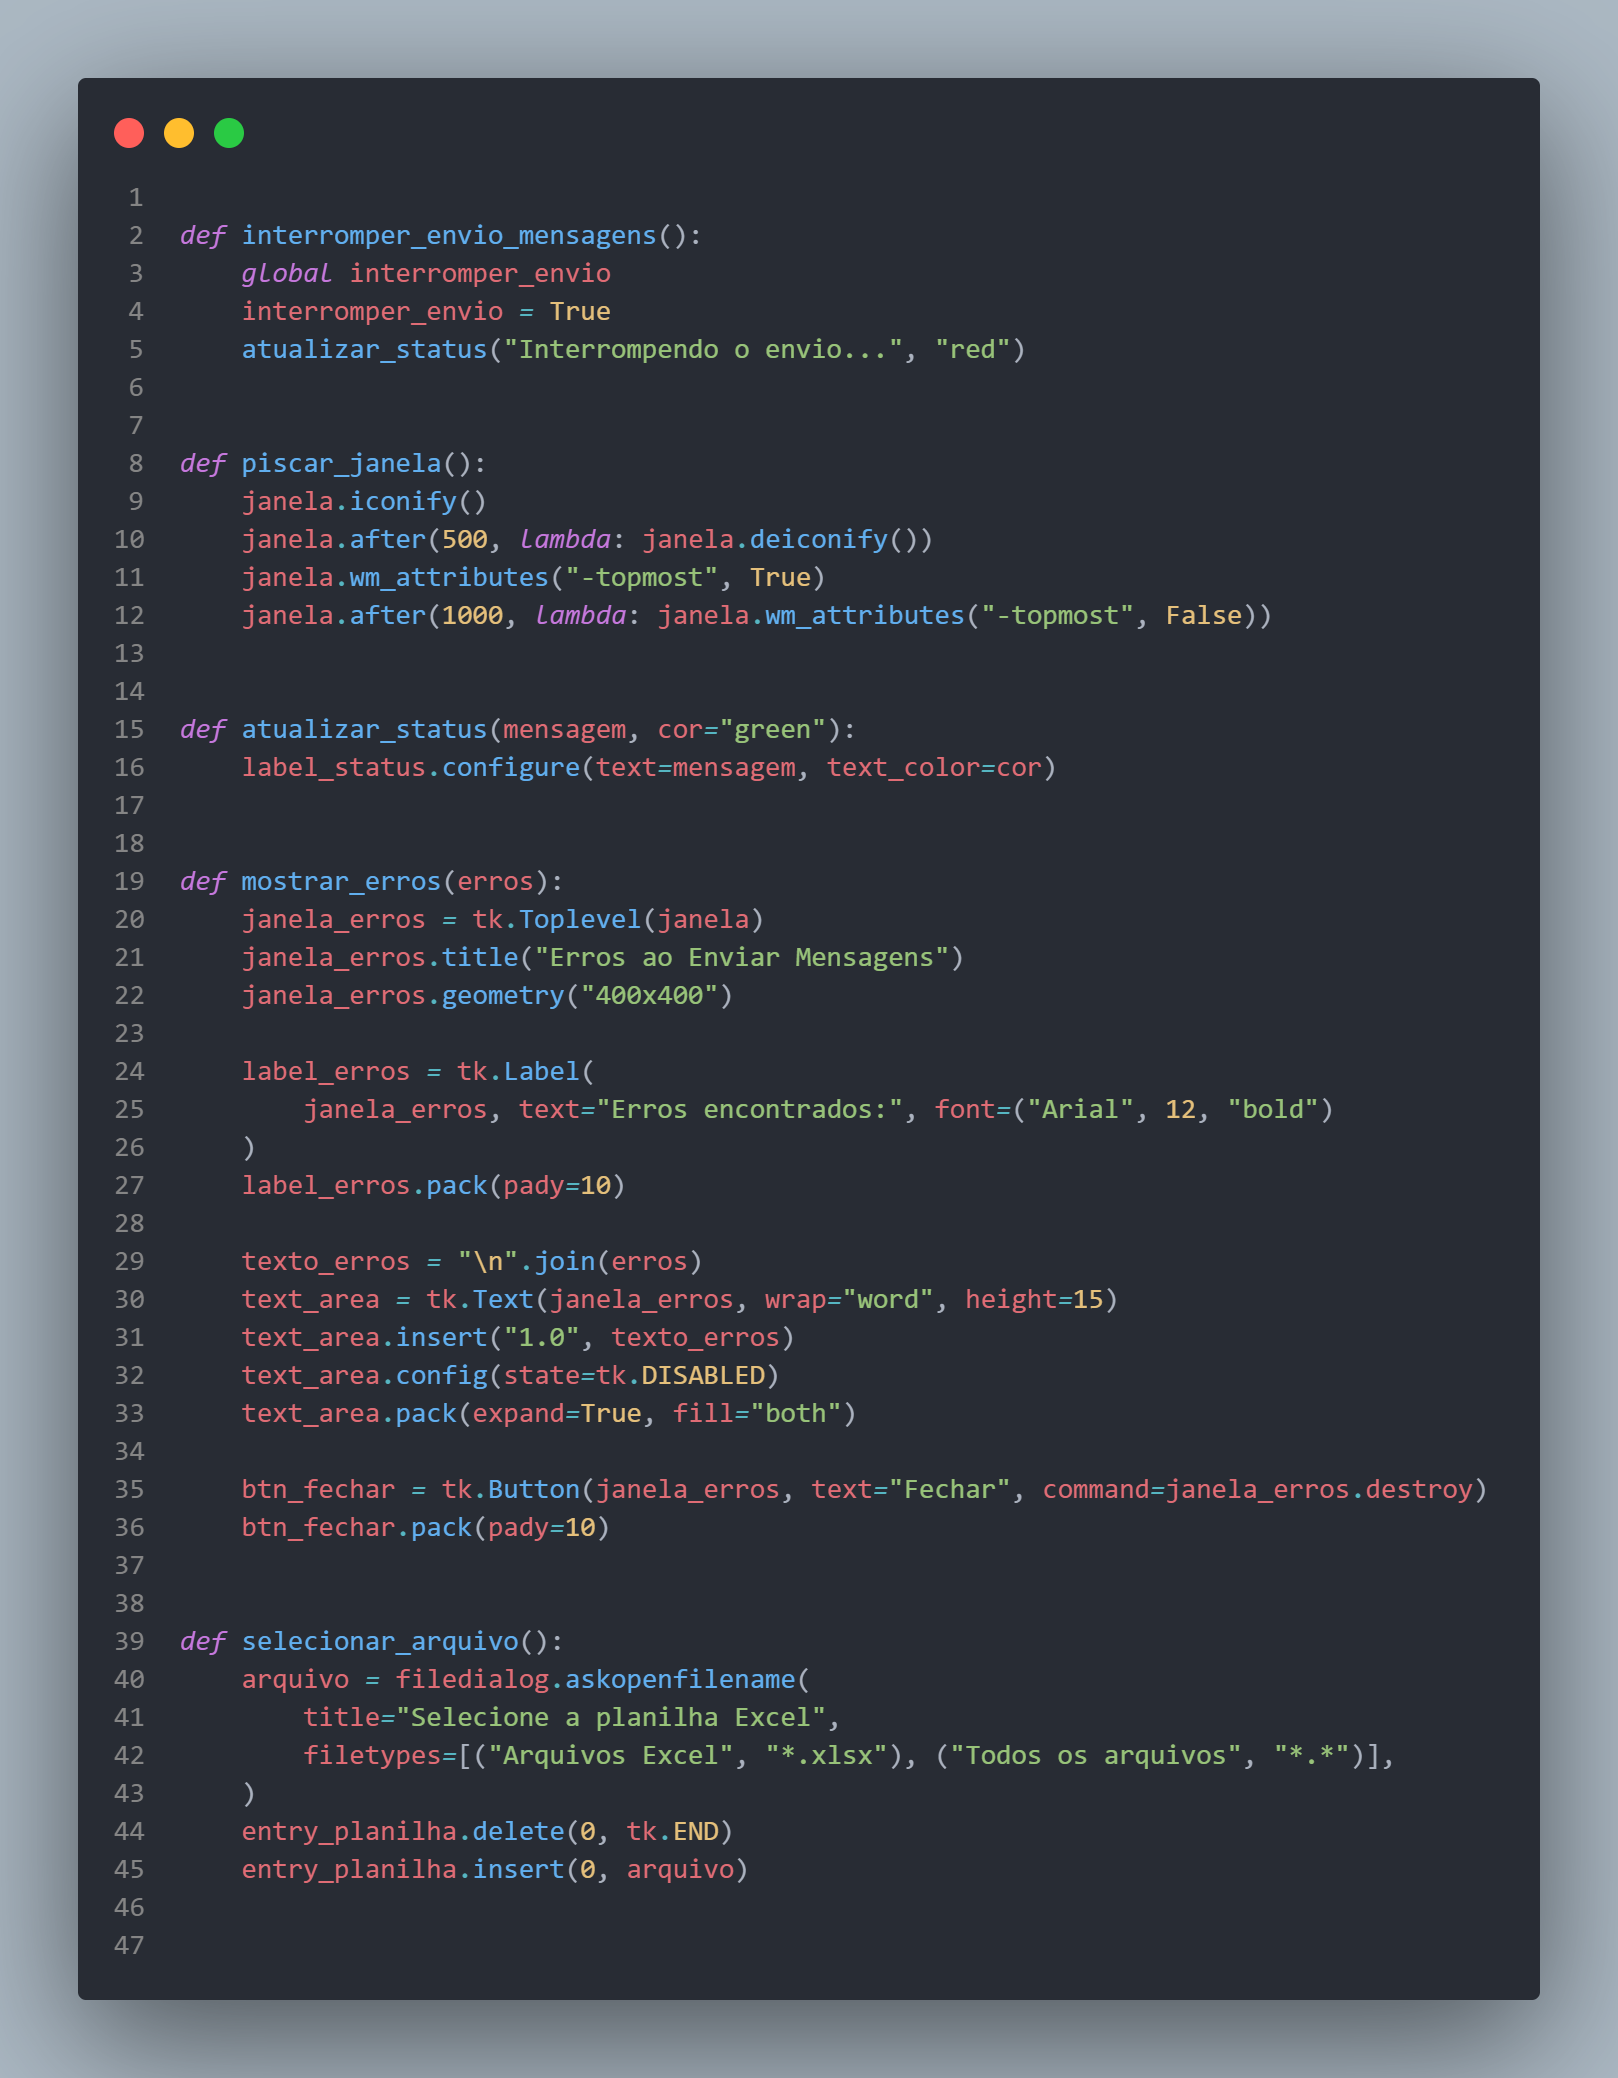 1
2 def interromper_envio_mensagens():
3     global interromper_envio
4     interromper_envio = True
5     atualizar_status("Interrompendo o envio...", "red")
6
7
8 def piscar_janela():
9     janela.iconify()
10     janela.after(500, lambda: janela.deiconify())
11     janela.wm_attributes("-topmost", True)
12     janela.after(1000, lambda: janela.wm_attributes("-topmost", False))
13
14
15 def atualizar_status(mensagem, cor="green"):
16     label_status.configure(text=mensagem, text_color=cor)
17
18
19 def mostrar_erros(erros):
20     janela_erros = tk.Toplevel(janela)
21     janela_erros.title("Erros ao Enviar Mensagens")
22     janela_erros.geometry("400x400")
23
24     label_erros = tk.Label(
25         janela_erros, text="Erros encontrados:", font=("Arial", 12, "bold")
26     )
27     label_erros.pack(pady=10)
28
29     texto_erros = "\n".join(erros)
30     text_area = tk.Text(janela_erros, wrap="word", height=15)
31     text_area.insert("1.0", texto_erros)
32     text_area.config(state=tk.DISABLED)
33     text_area.pack(expand=True, fill="both")
34
35     btn_fechar = tk.Button(janela_erros, text="Fechar", command=janela_erros.destroy)
36     btn_fechar.pack(pady=10)
37
38
39 def selecionar_arquivo():
40     arquivo = filedialog.askopenfilename(
41         title="Selecione a planilha Excel",
42         filetypes=[("Arquivos Excel", "*.xlsx"), ("Todos os arquivos", "*.*")],
43     )
44     entry_planilha.delete(0, tk.END)
45     entry_planilha.insert(0, arquivo)
46
47